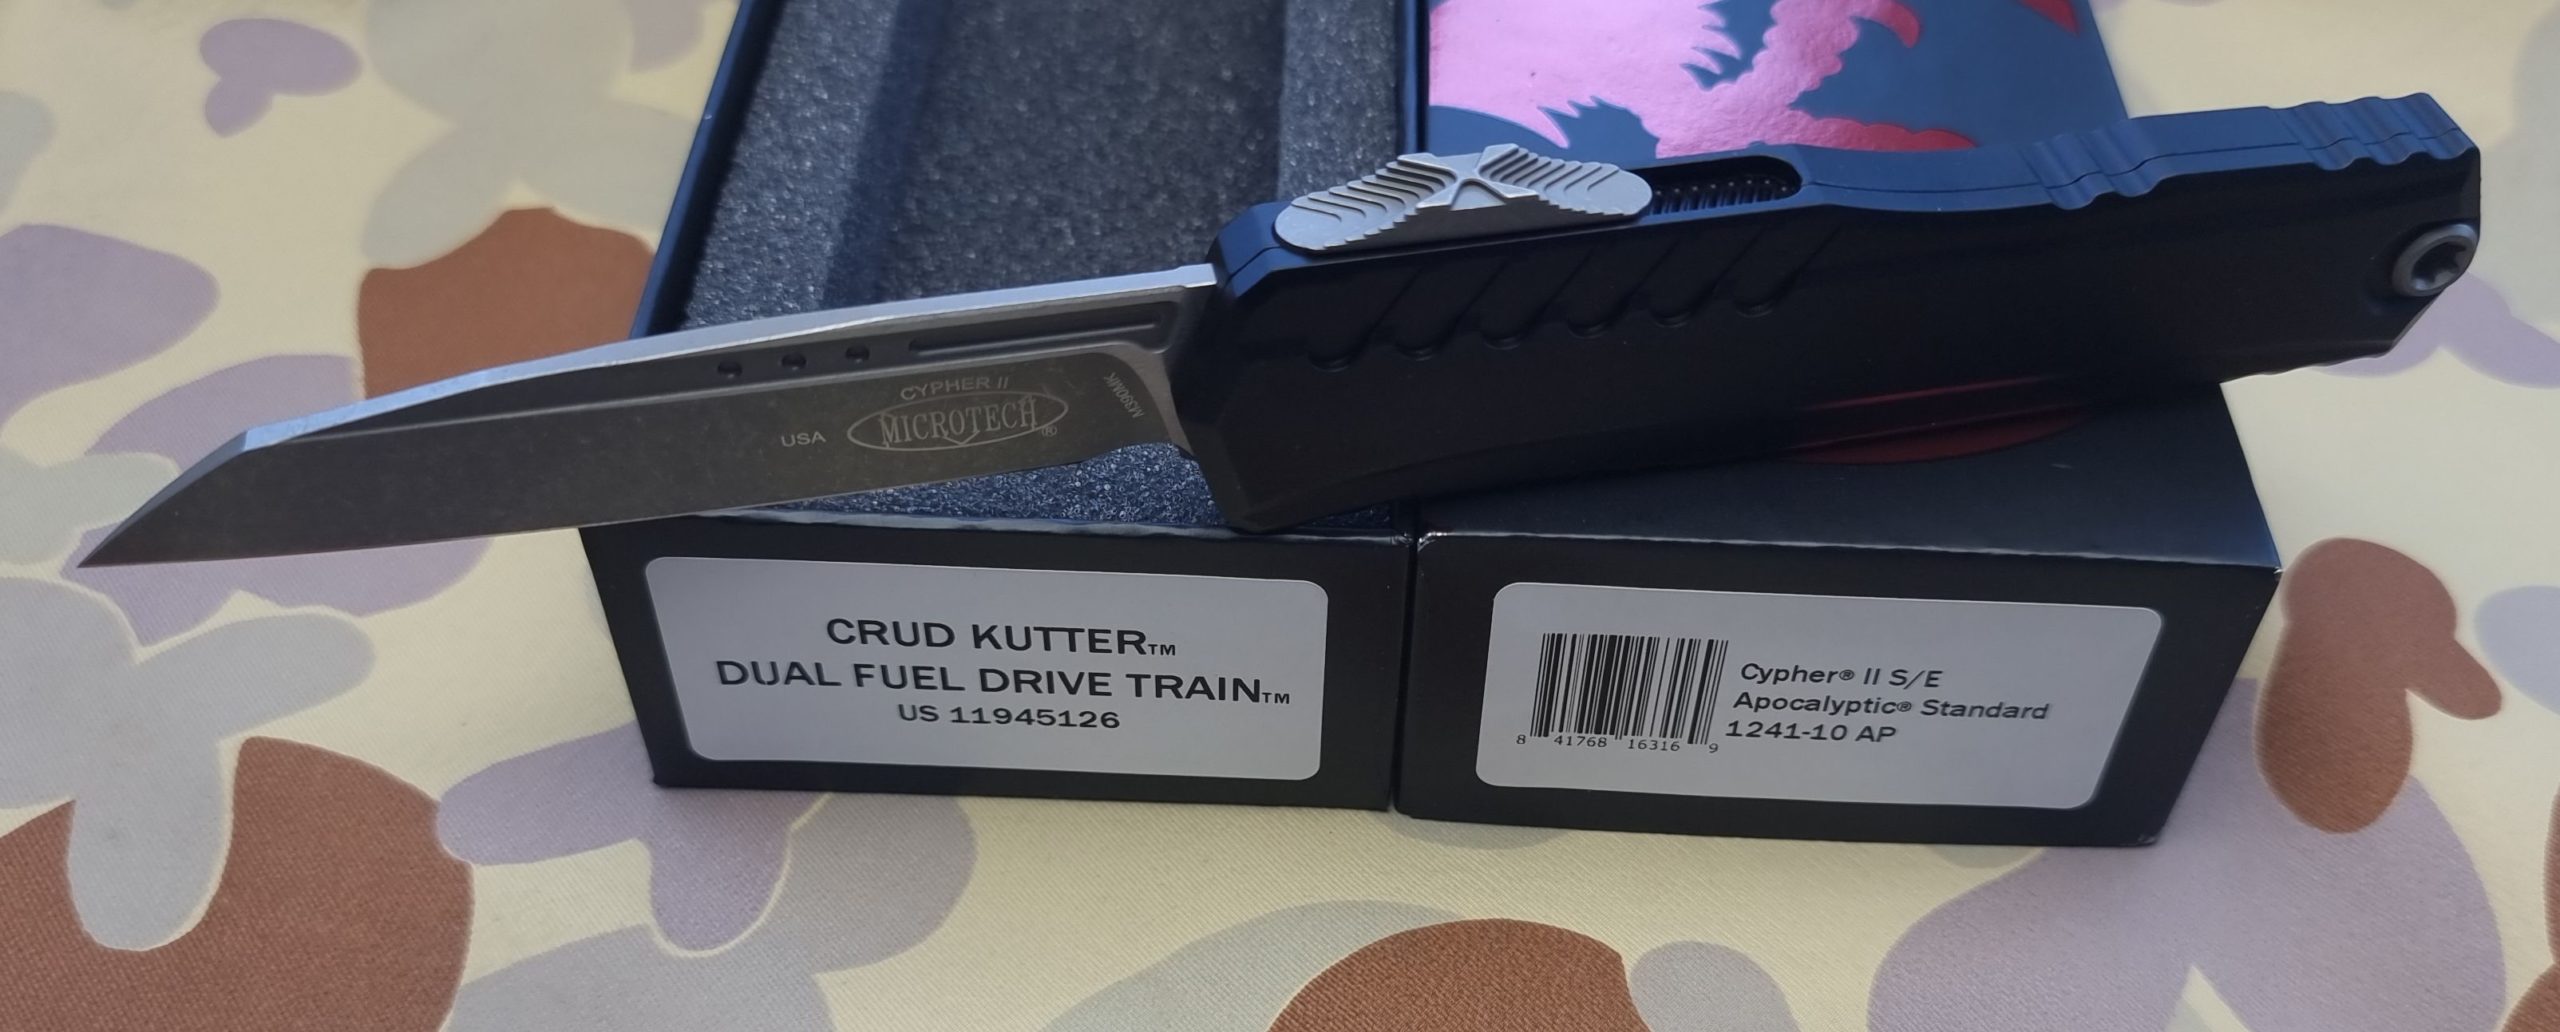 CYPHER II
USA MICROTECH®
M390MK
CRUD KUTTER™
DUAL FUEL DRIVE TRAIN™
US 11945126
Cypher® II S/E
Apocalyptic® Standard
1241-10 AP
8 41768 16316 9